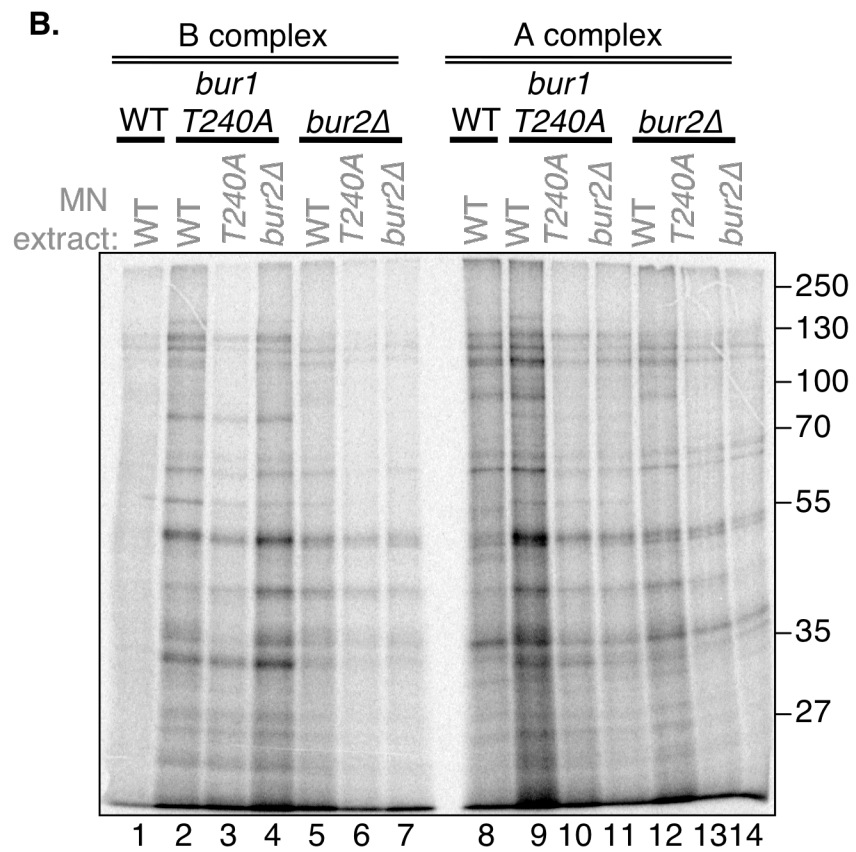 B.
B complex A complex
bur1 bur1
WT T240A bur2Δ WT T240A bur2Δ
MN extract: WT WT T240A bur2Δ WT T240A bur2Δ WT WT T240A bur2Δ WT T240A bur2Δ
250
130
100
70
55
35
27
1 2 3 4 5 6 7 8 9 10 11 12 13 14